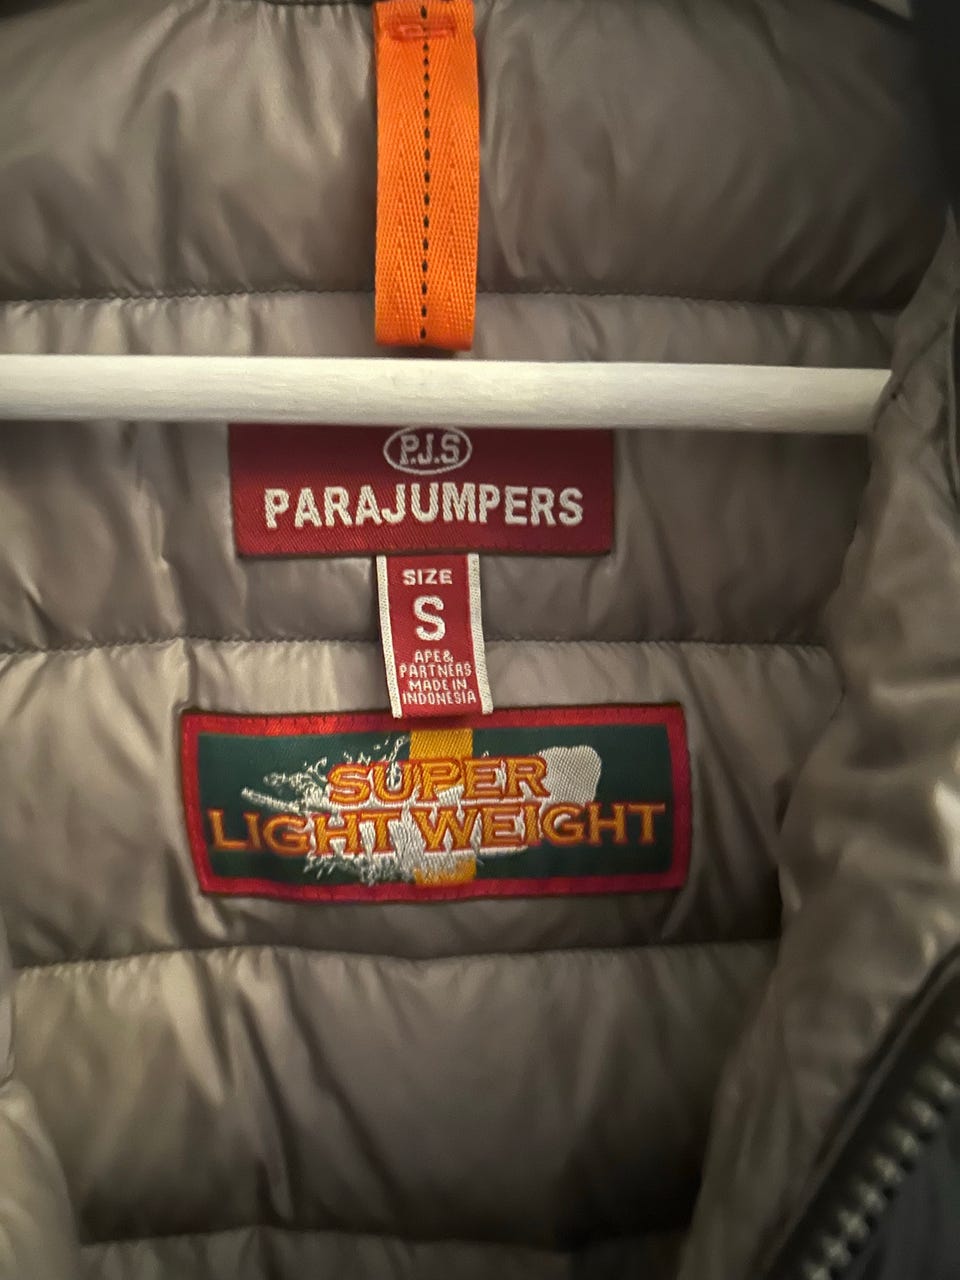 P.J.S
PARAJUMPERS
SIZE
S
APE&
PARTNERS
MADE IN
INDONESIA
SUPER
LIGHT WEIGHT